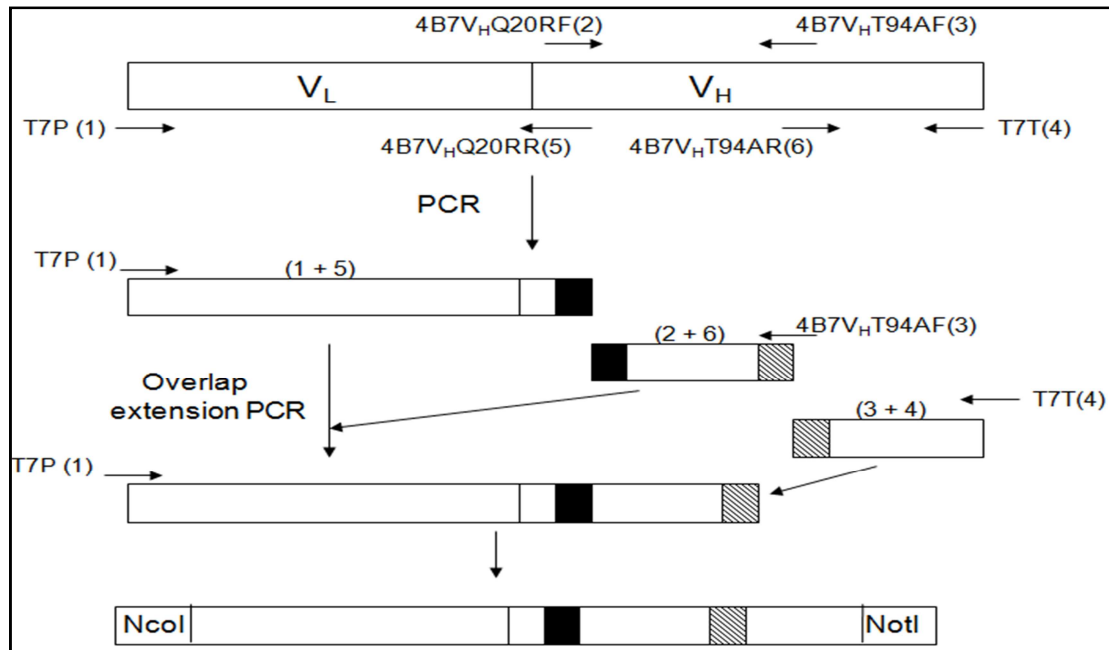 4B7VHQ20RF(2)
4B7VHT94AF(3)
VL
VH
T7P (1)
T7T(4)
4B7VHQ20RR(5)
4B7VHT94AR(6)
PCR
T7P (1)
(1 + 5)
4B7VHT94AF(3)
(2 + 6)
Overlap
extension PCR
T7T(4)
(3 + 4)
T7P (1)
NcoI
NotI